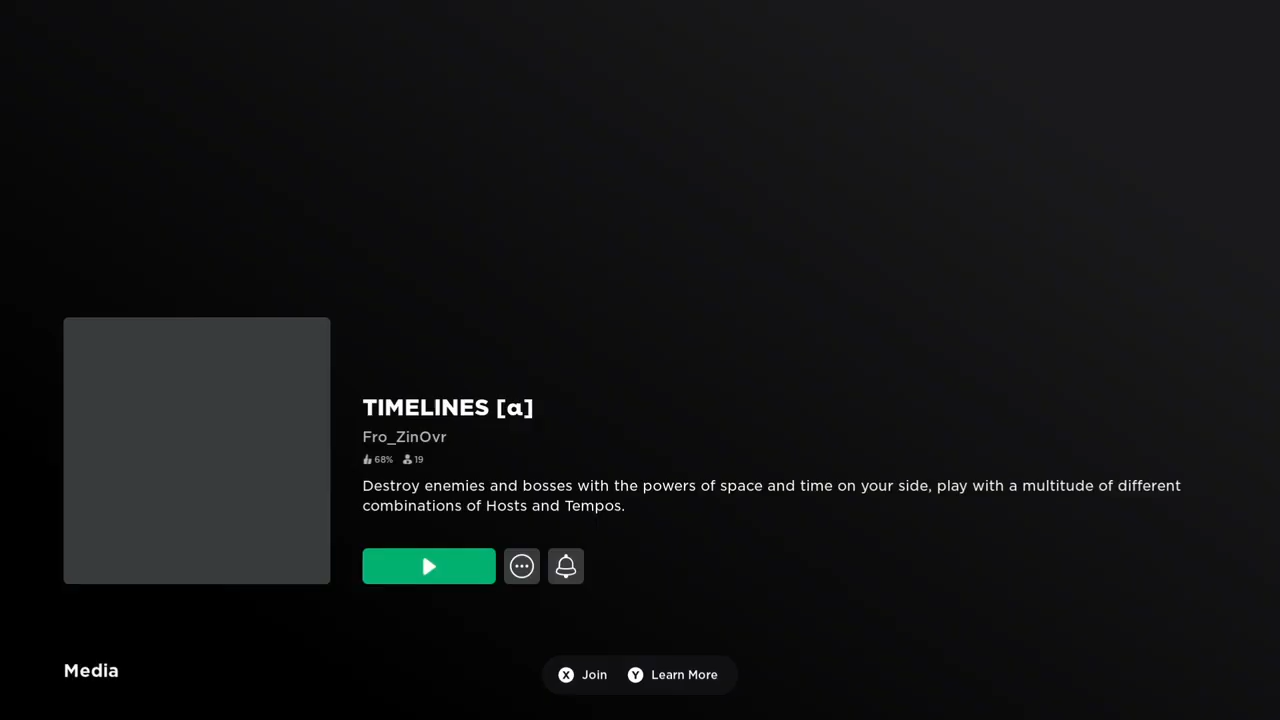 TIMELINES [α]
Fro_ZinOvr
68% 19
Destroy enemies and bosses with the powers of space and time on your side, play with a multitude of different
combinations of Hosts and Tempos.
Media
X Join Y Learn More